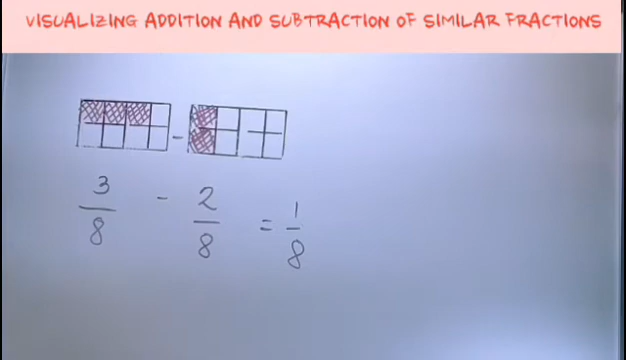 VISUALIZING ADDITION AND SUBTRACTION OF SIMILAR FRACTIONS
-
3/8 - 2/8 = 1/8